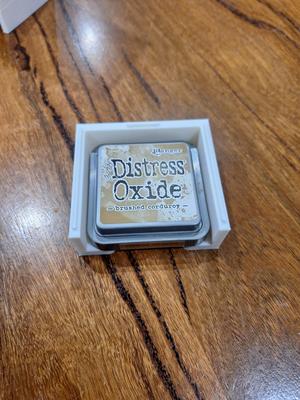 Distress
Oxide
— brushed corduroy —